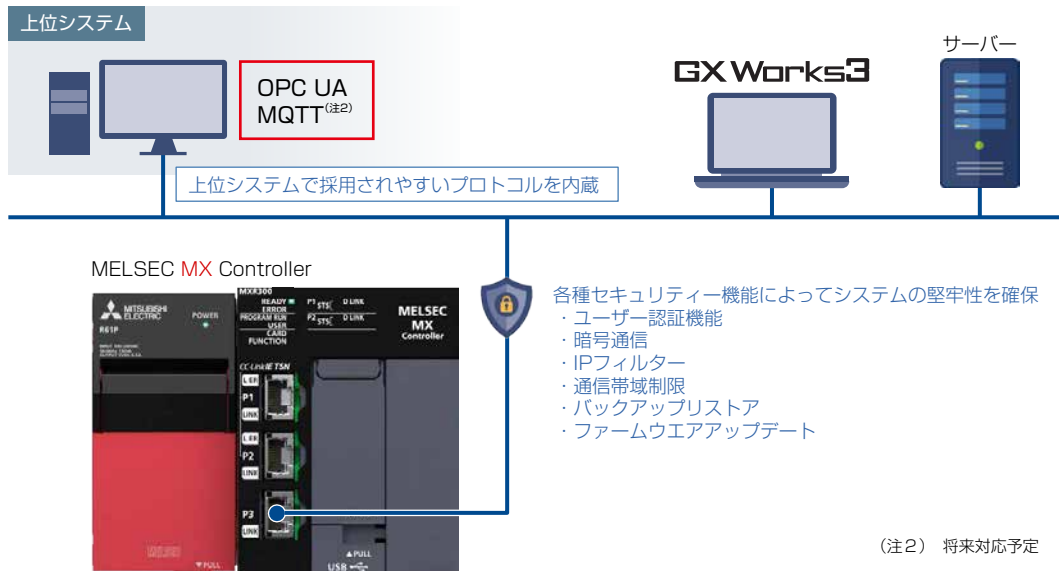 上位システム
OPC UA
MQTT(注2)
サーバー
GX Works3
上位システムで採用されやすいプロトコルを内蔵
MELSEC MX Controller
各種セキュリティー機能によってシステムの堅牢性を確保
・ユーザー認証機能
・暗号通信
・IPフィルター
・通信帯域制限
・バックアップリストア
・ファームウエアアップデート
MITSUBISHI
ELECTRIC
POWER
R61P
MXR300
READY
ERROR
PROGRAM RUN
USER
CARD
FUNCTION
P1 STS D LINK
P2 STS D LINK
MELSEC
MX
Controller
CC-Link IE TSN
L ER
P1
LINK
L ER
P2
LINK
P3
LINK
MELSEC
▼PULL
▲PULL
USB
(注2) 将来対応予定